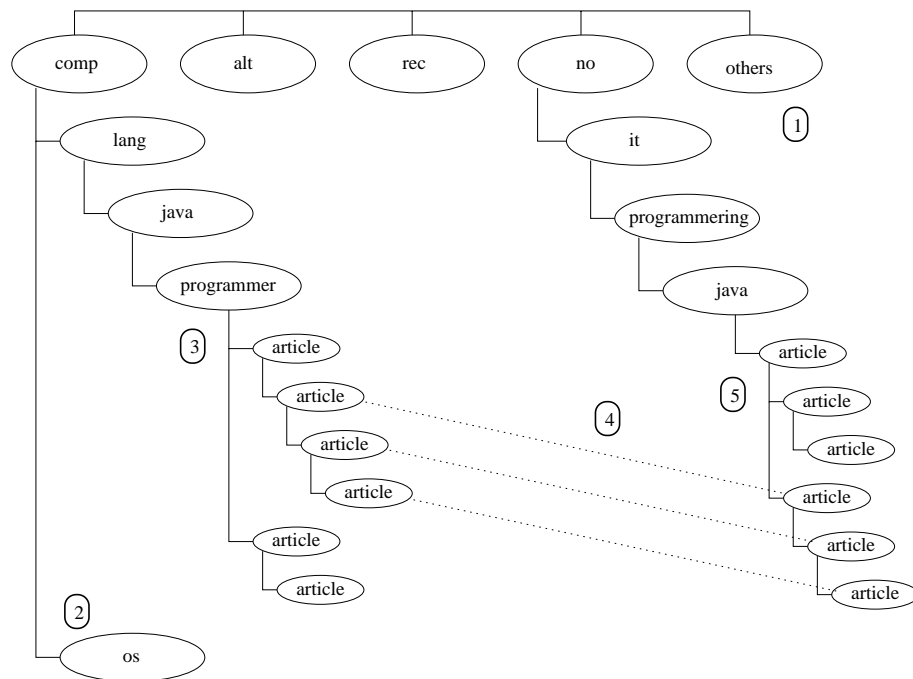 comp
alt
rec
no
others
1
lang
it
java
programmering
programmer
java
3
article
article
article
article
5
article
4
article
article
article
article
article
article
article
article
2
os